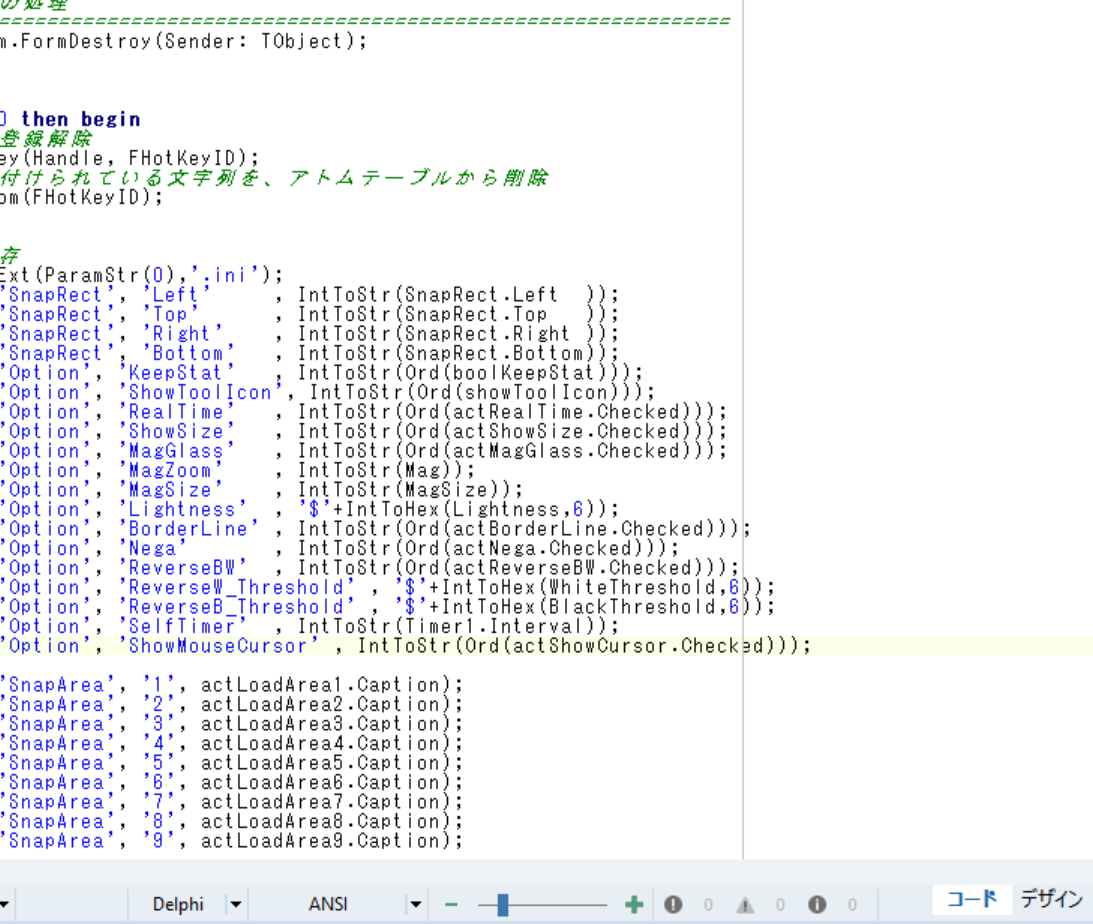 の処理
=============================================================
m.FormDestroy(Sender: TObject);
0 then begin
登録解除
ey(Handle, FHotKeyID);
付けられている文字列を、アトムテーブルから削除
om(FHotKeyID);
存
Ext(ParamStr(0),'.ini');
'SnapRect', 'Left'     , IntToStr(SnapRect.Left  ));
'SnapRect', 'Top'      , IntToStr(SnapRect.Top   ));
'SnapRect', 'Right'    , IntToStr(SnapRect.Right ));
'SnapRect', 'Bottom'   , IntToStr(SnapRect.Bottom));
'Option', 'KeepStat'   , IntToStr(Ord(boolKeepStat)));
'Option', 'ShowToolIcon', IntToStr(Ord(showToolIcon)));
'Option', 'RealTime'   , IntToStr(Ord(actRealTime.Checked)));
'Option', 'ShowSize'   , IntToStr(Ord(actShowSize.Checked)));
'Option', 'MagGlass'   , IntToStr(Ord(actMagGlass.Checked)));
'Option', 'MagZoom'    , IntToStr(Mag));
'Option', 'MagSize'    , IntToStr(MagSize));
'Option', 'Lightness'  , '$'+IntToHex(Lightness,6));
'Option', 'BorderLine' , IntToStr(Ord(actBorderLine.Checked)));
'Option', 'Nega'       , IntToStr(Ord(actNega.Checked)));
'Option', 'ReverseBW'  , IntToStr(Ord(actReverseBW.Checked)));
'Option', 'ReverseW_Threshold' , '$'+IntToHex(WhiteThreshold,6));
'Option', 'ReverseB_Threshold' , '$'+IntToHex(BlackThreshold,6));
'Option', 'SelfTimer'  , IntToStr(Timer1.Interval));
'Option', 'ShowMouseCursor' , IntToStr(Ord(actShowCursor.Checked)));
'SnapArea', '1', actLoadArea1.Caption);
'SnapArea', '2', actLoadArea2.Caption);
'SnapArea', '3', actLoadArea3.Caption);
'SnapArea', '4', actLoadArea4.Caption);
'SnapArea', '5', actLoadArea5.Caption);
'SnapArea', '6', actLoadArea6.Caption);
'SnapArea', '7', actLoadArea7.Caption);
'SnapArea', '8', actLoadArea8.Caption);
'SnapArea', '9', actLoadArea9.Caption);
Delphi ANSI 0 0 0 コード デザイン